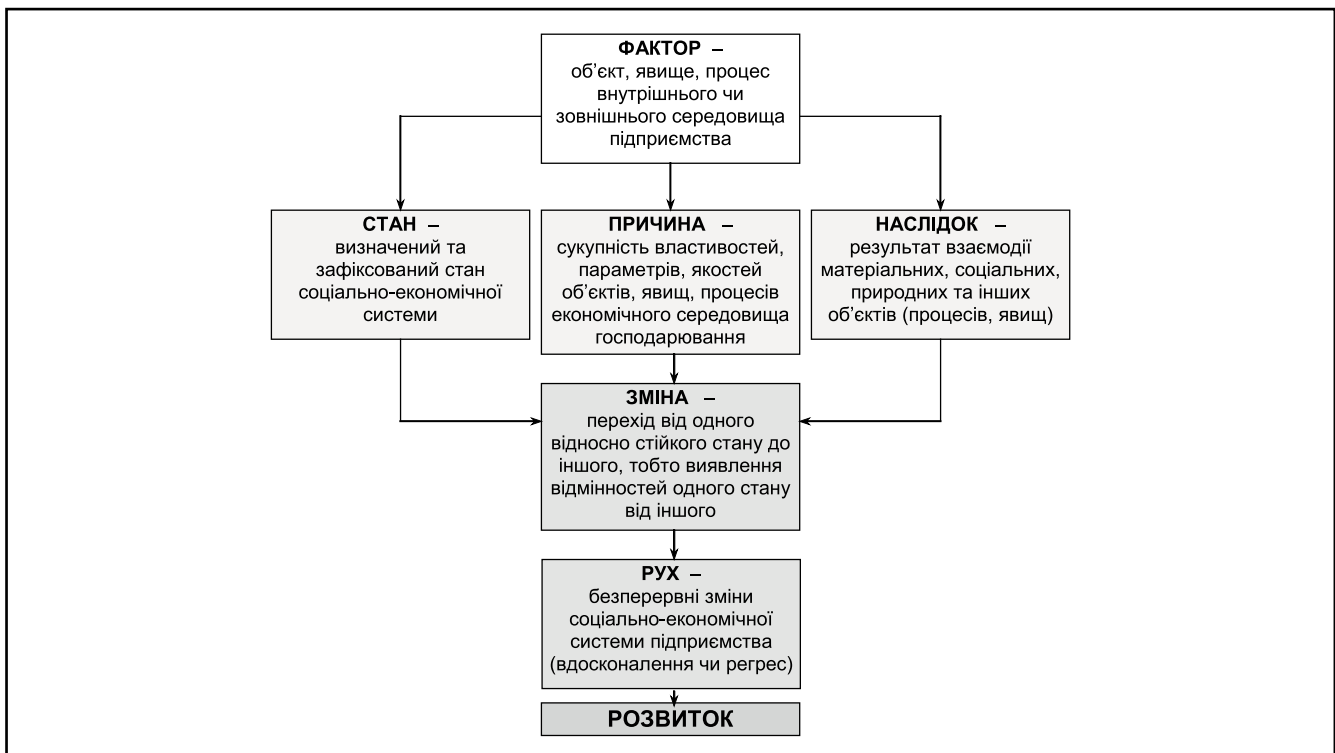 ФАКТОР –
об’єкт, явище, процес
внутрішнього чи
зовнішнього середовища
підприємства
СТАН –
визначений та
зафіксований стан
соціально-економічної
системи
ПРИЧИНА –
сукупність властивостей,
параметрів, якостей
об’єктів, явищ, процесів
економічного середовища
господарювання
НАСЛІДОК –
результат взаємодії
матеріальних, соціальних,
природних та інших
об’єктів (процесів, явищ)
ЗМІНА –
перехід від одного
відносно стійкого стану до
іншого, тобто виявлення
відмінностей одного стану
від іншого
РУХ –
безперервні зміни
соціально-економічної
системи підприємства
(вдосконалення чи регрес)
РОЗВИТОК